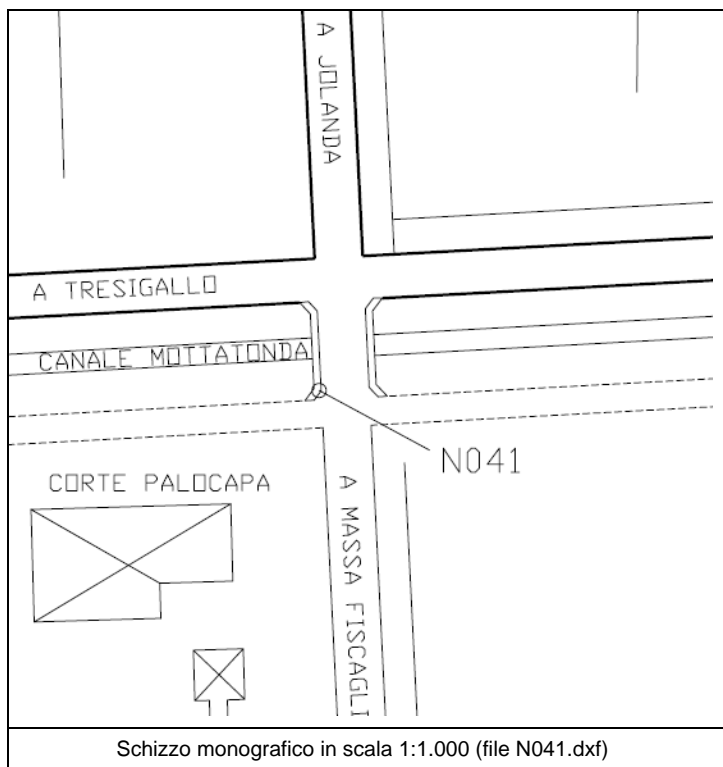 A JOLANDA
A TRESIGALLO
CANALE MOTTATONDA
N041
CORTE PALOCAPA
A MASSA FISCAGLI
Schizzo monografico in scala 1:1.000 (file N041.dxf)